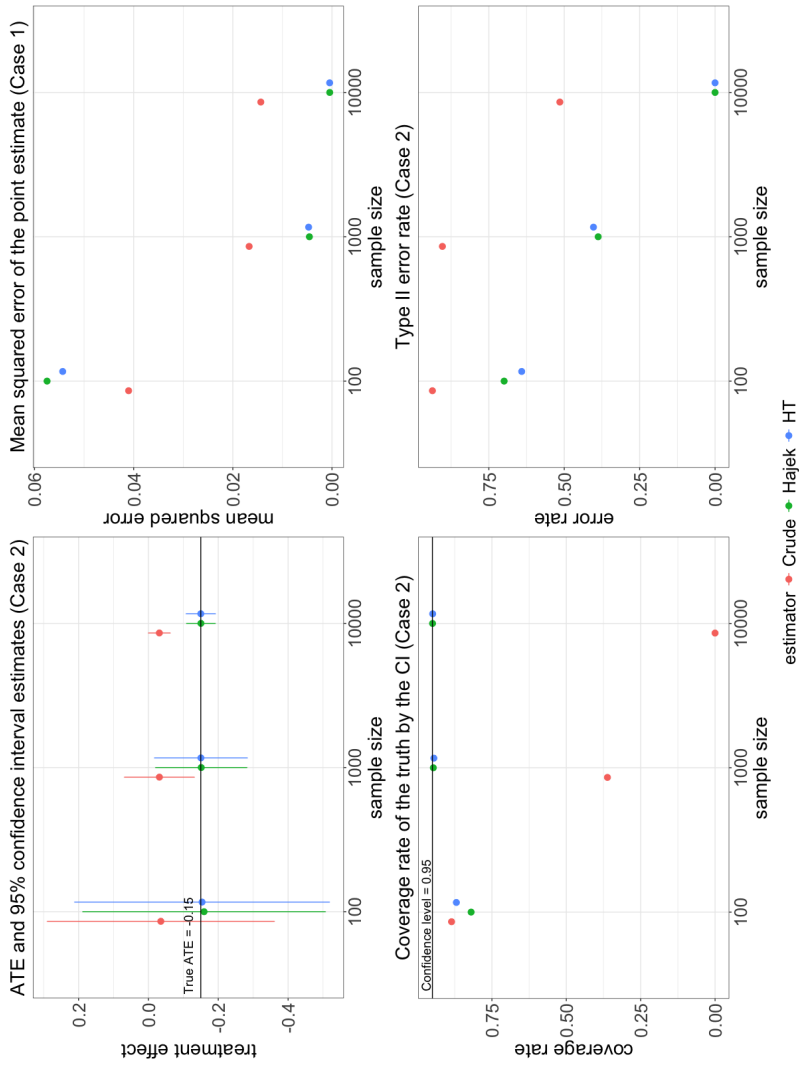 ATE and 95% confidence interval estimates (Case 2)
treatment effect
0.2
0.0
-0.2
-0.4
True ATE = -0.15
100
1000
10000
sample size
Mean squared error of the point estimate (Case 1)
mean squared error
0.06
0.04
0.02
0.00
100
1000
10000
sample size
Coverage rate of the truth by the CI (Case 2)
coverage rate
Confidence level = 0.95
0.75
0.50
0.25
0.00
100
1000
10000
sample size
Type II error rate (Case 2)
error rate
0.75
0.50
0.25
0.00
100
1000
10000
sample size
estimator Crude Hajek HT